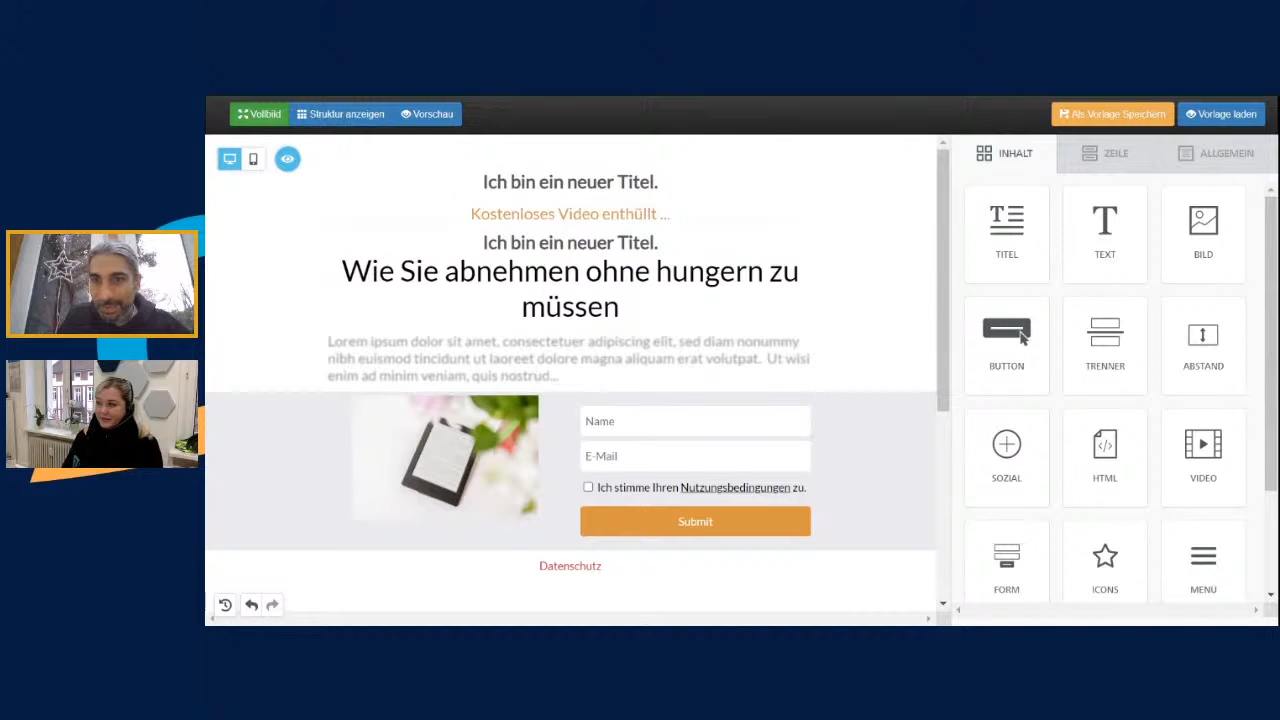 Vollbild
Struktur anzeigen
Vorschau
Als Vorlage Speichern
Vorlage laden
INHALT
ZEILE
ALLGEMEIN
Ich bin ein neuer Titel.
Kostenloses Video enthüllt ...
Ich bin ein neuer Titel.
Wie Sie abnehmen ohne hungern zu
müssen
Lorem ipsum dolor sit amet, consectetuer adipiscing elit, sed diam nonummy
nibh euismod tincidunt ut laoreet dolore magna aliquam erat volutpat. Ut wisi
enim ad minim veniam, quis nostrud...
Name
E-Mail
Ich stimme Ihren Nutzungsbedingungen zu.
Submit
Datenschutz
TITEL
TEXT
BILD
BUTTON
TRENNER
ABSTAND
SOZIAL
HTML
VIDEO
FORM
ICONS
MENÜ